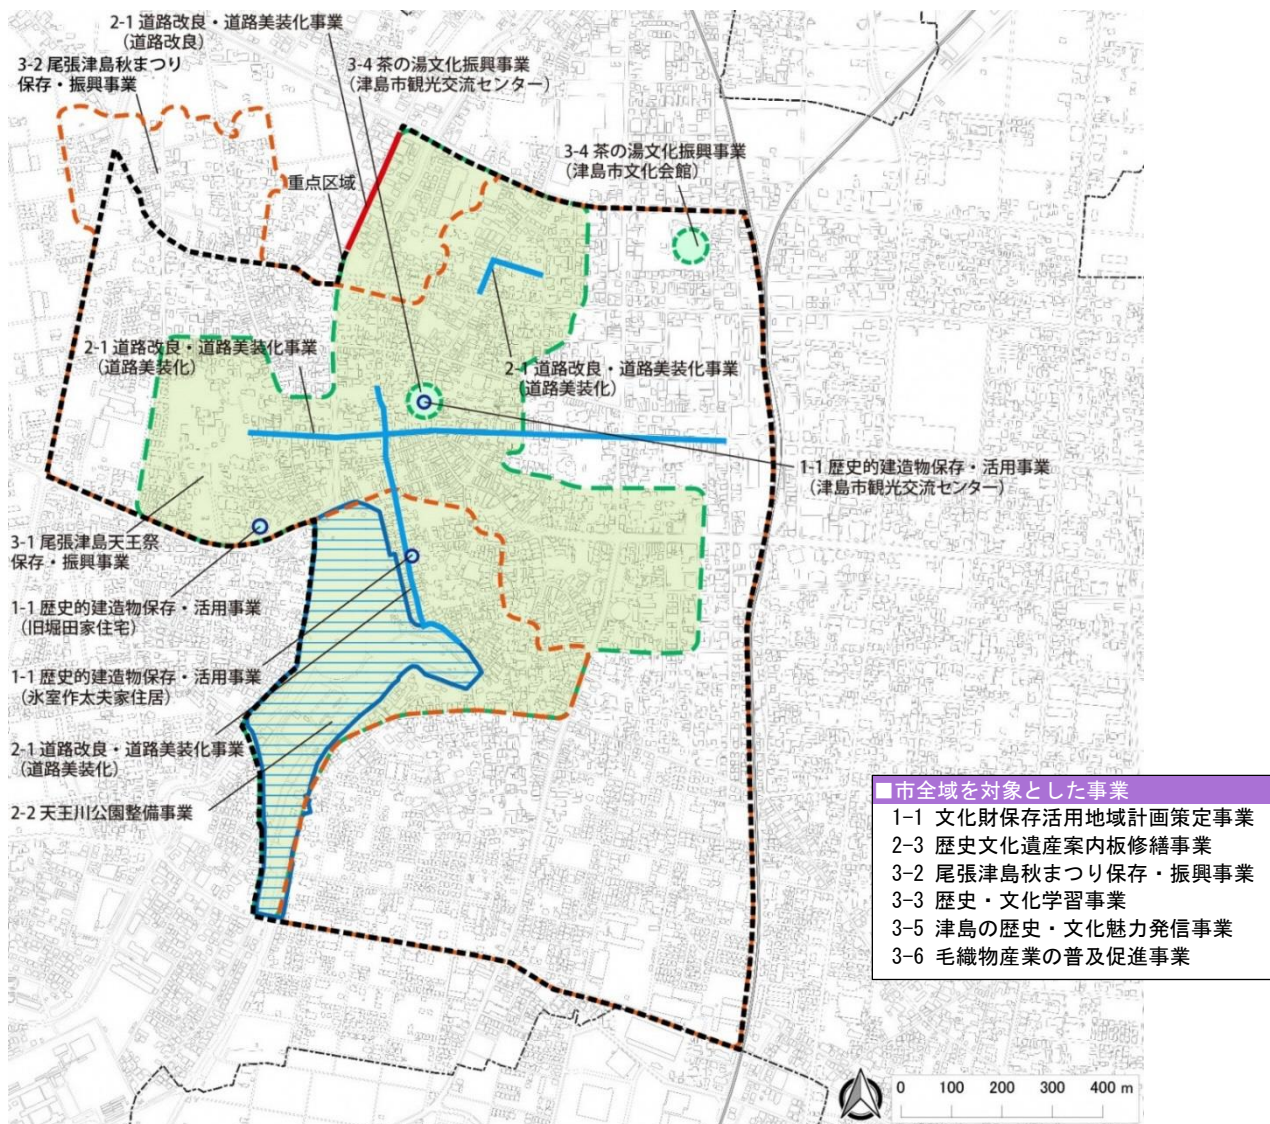 2-1 道路改良・道路美装化事業
（道路改良）
3-2 尾張津島秋まつり
保存・振興事業
3-4 茶の湯文化振興事業
（津島市観光交流センター）
3-4 茶の湯文化振興事業
（津島市文化会館）
重点区域
2-1 道路改良・道路美装化事業
（道路美装化）
2-1 道路改良・道路美装化事業
（道路美装化）
1-1 歴史的建造物保存・活用事業
（津島市観光交流センター）
3-1 尾張津島天王祭
保存・振興事業
1-1 歴史的建造物保存・活用事業
（旧堀田家住宅）
1-1 歴史的建造物保存・活用事業
（氷室作太夫家住居）
2-1 道路改良・道路美装化事業
（道路美装化）
2-2 天王川公園整備事業
■市全域を対象とした事業
1-1 文化財保存活用地域計画策定事業
2-3 歴史文化遺産案内板修繕事業
3-2 尾張津島秋まつり保存・振興事業
3-3 歴史・文化学習事業
3-5 津島の歴史・文化魅力発信事業
3-6 毛織物産業の普及促進事業
0 100 200 300 400 m